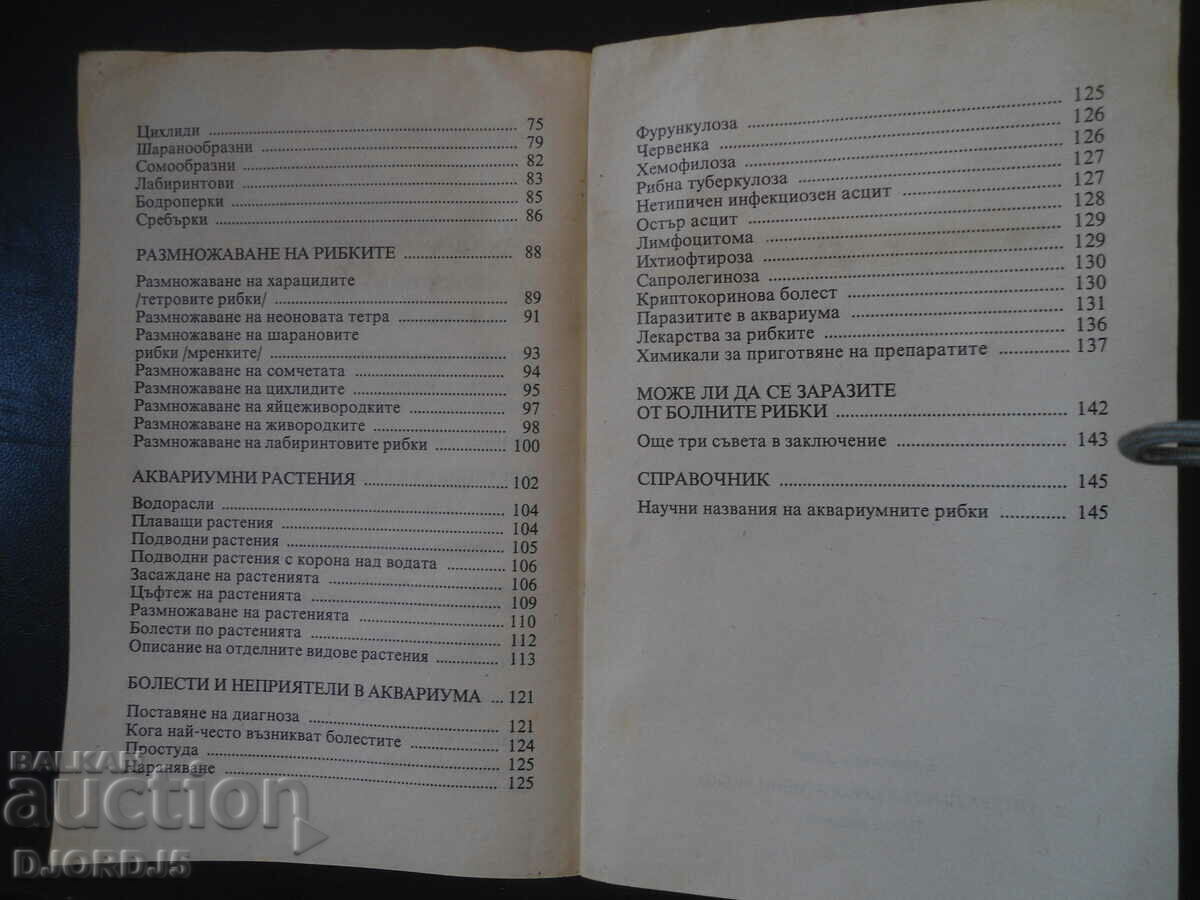 Цихлиди ..... 75
Шаранообразни ..... 79
Сомообразни ..... 82
Лабиринтови ..... 83
Бодроперки ..... 85
Сребърки ..... 86
РАЗМНОЖАВАНЕ НА РИБКИТЕ ..... 88
Размножаване на харацидите
/тетровите рибки/ ..... 89
Размножаване на неоновата тетра ..... 91
Размножаване на шарановите
рибки /мренките/ ..... 93
Размножаване на сомчетата ..... 94
Размножаване на цихлидите ..... 95
Размножаване на яйцеживородките ..... 97
Размножаване на живородките ..... 98
Размножаване на лабиринтовите рибки ..... 100
АКВАРИУМНИ РАСТЕНИЯ ..... 102
Водорасли ..... 104
Плаващи растения ..... 104
Подводни растения ..... 105
Подводни растения с корона над водата ..... 106
Засаждане на растенията ..... 106
Цъфтеж на растенията ..... 109
Размножаване на растенията ..... 110
Болести по растенията ..... 112
Описание на отделните видове растения ..... 113
БОЛЕСТИ И НЕПРИЯТЕЛИ В АКВАРИУМА ... 121
Поставяне на диагноза ..... 121
Кога най-често възникват болестите ..... 124
Простуда ..... 125
Нараняване ..... 125
Фурункулоза ..... 125
Червенка ..... 126
Хемофилоза ..... 126
Рибна туберкулоза ..... 127
Нетипичен инфекциозен асцит ..... 127
Остър асцит ..... 128
Лимфоцитома ..... 129
Ихтиофтироза ..... 129
Сапролегиноза ..... 130
Криптокоринова болест ..... 130
Паразитите в аквариума ..... 131
Лекарства за рибките ..... 136
Химикали за приготвяне на препаратите ..... 137
МОЖЕ ЛИ ДА СЕ ЗАРАЗИТЕ
ОТ БОЛНИТЕ РИБКИ ..... 142
Още три съвета в заключение ..... 143
СПРАВОЧНИК ..... 145
Научни названия на аквариумните рибки ..... 145
BALKAN
auction
DJORDJ5